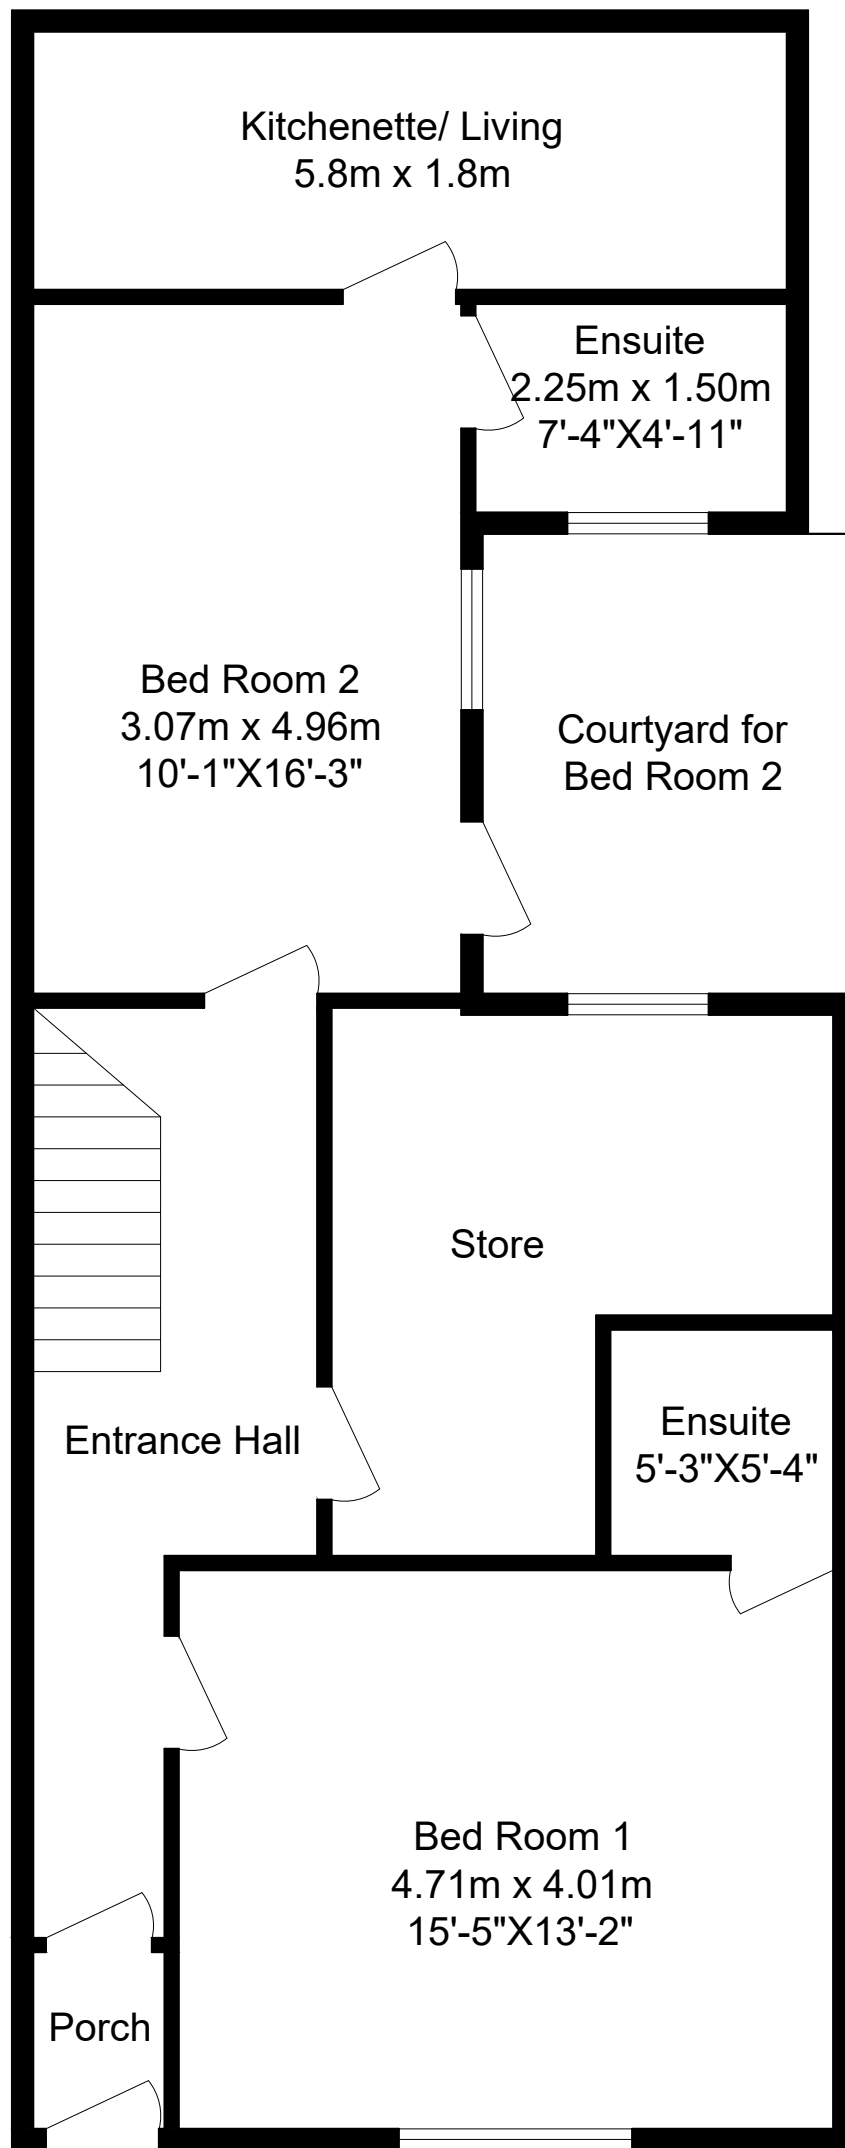 Kitchenette/ Living
5.8m x 1.8m
Ensuite
2.25m x 1.50m
7'-4"X4'-11"
Bed Room 2
3.07m x 4.96m
10'-1"X16'-3"
Courtyard for
Bed Room 2
Store
Entrance Hall
Ensuite
5'-3"X5'-4"
Bed Room 1
4.71m x 4.01m
15'-5"X13'-2"
Porch